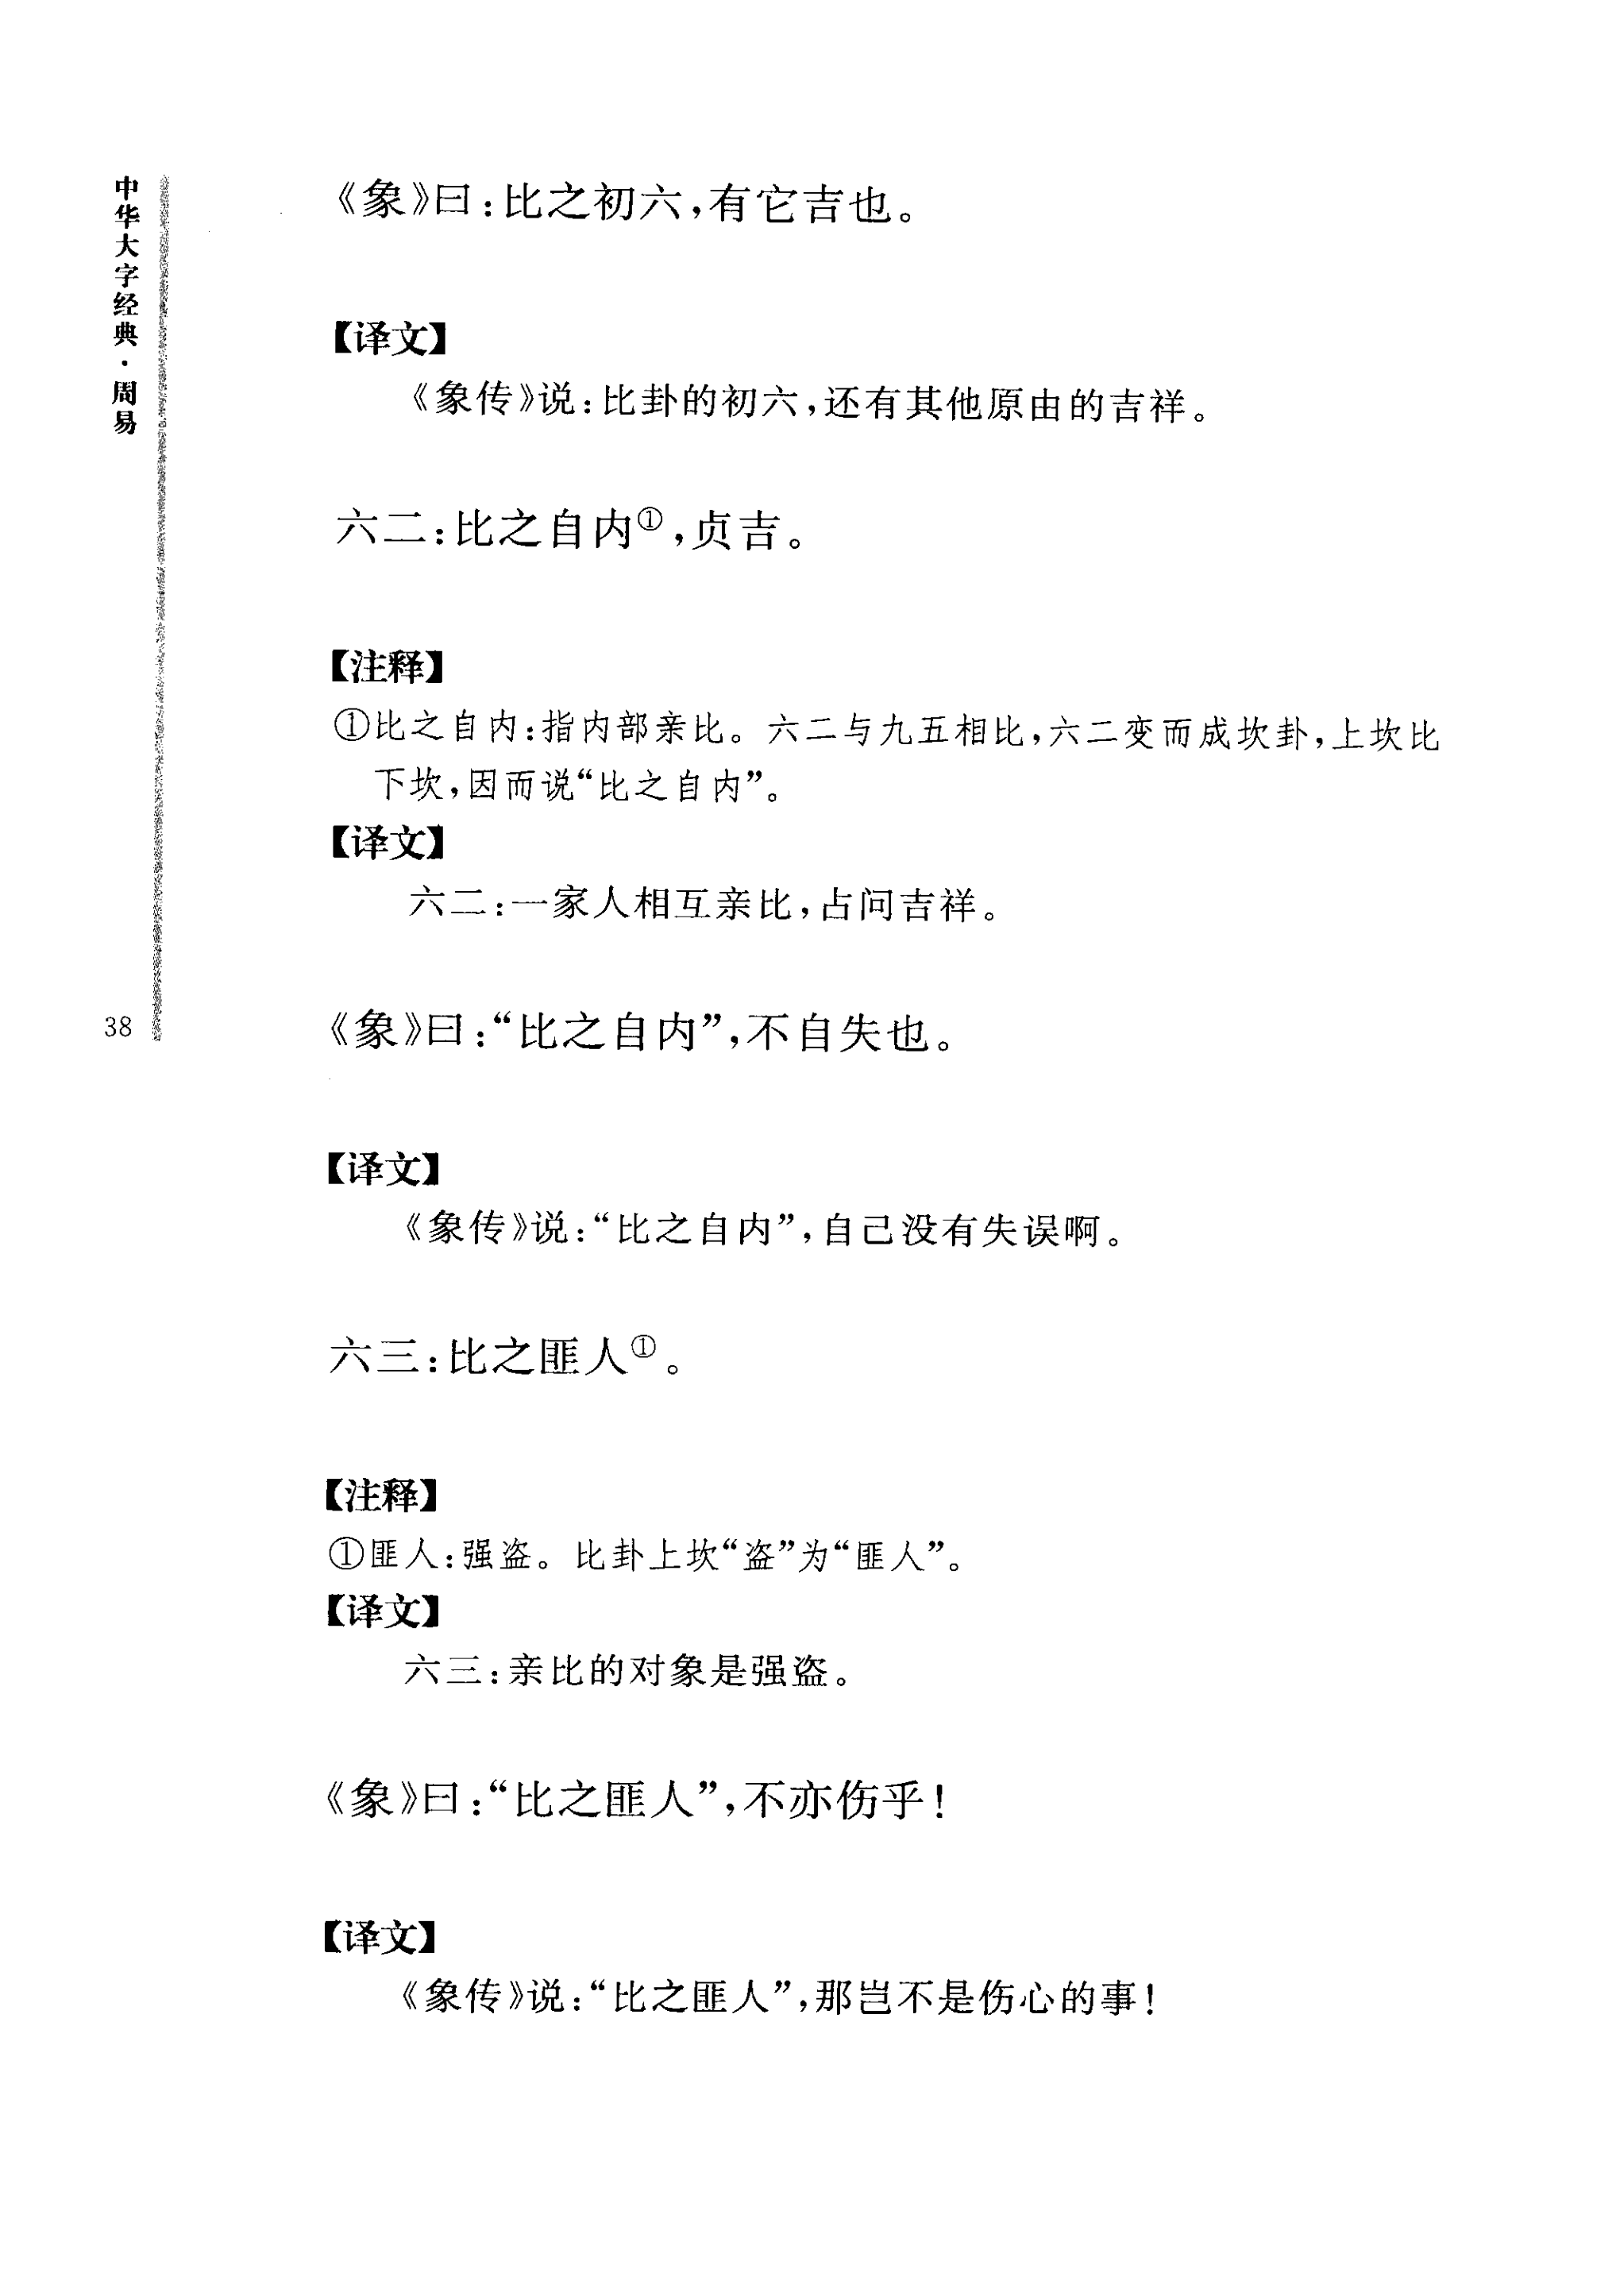 中华大字经典·周易
38
《象》曰:比之初六,有它吉也。
【译文】
《象传》说:比卦的初六,还有其他原由的吉祥。
六二:比之自内①,贞吉。
【注释】
①比之自内:指内部亲比。六二与九五相比,六二变而成坎卦,上坎比
下坎,因而说“比之自内”。
【译文】
六二:一家人相互亲比,占问吉祥。
《象》曰:“比之自内”,不自失也。
【译文】
《象传》说:“比之自内”,自己没有失误啊。
六三:比之匪人①。
【注释】
①匪人:强盗。比卦上坎“盗”为“匪人”。
【译文】
六三:亲比的对象是强盗。
《象》曰:“比之匪人”,不亦伤乎!
【译文】
《象传》说:“比之匪人”,那岂不是伤心的事!